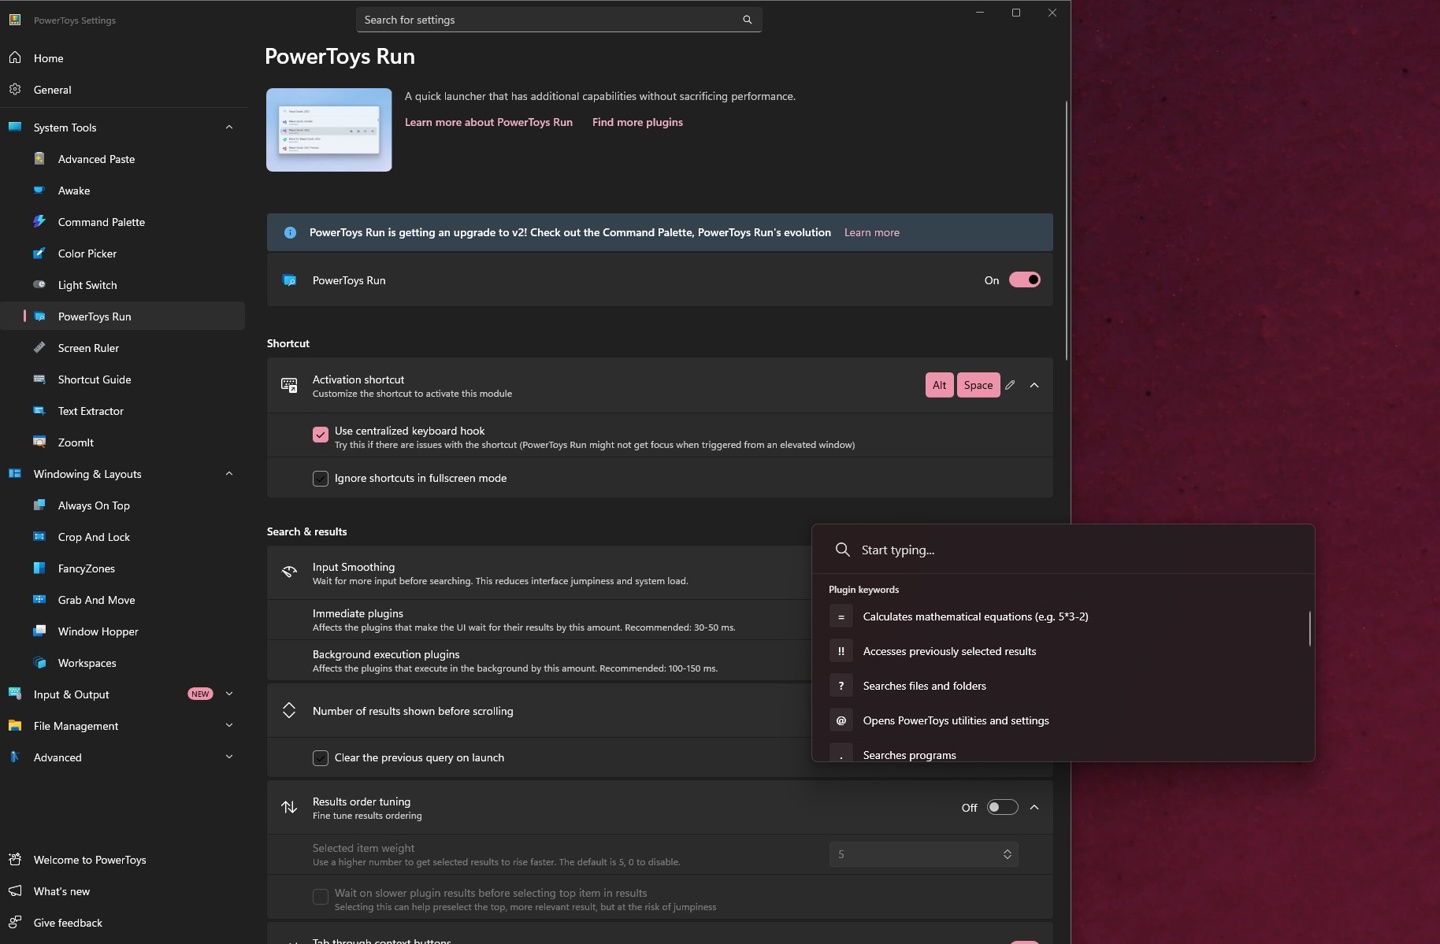 PowerToys Settings
Search for settings
Home
General
System Tools
Advanced Paste
Awake
Command Palette
Color Picker
Light Switch
PowerToys Run
Screen Ruler
Shortcut Guide
Text Extractor
ZoomIt
Windowing & Layouts
Always On Top
Crop And Lock
FancyZones
Grab And Move
Window Hopper
Workspaces
Input & Output NEW
File Management
Advanced
Welcome to PowerToys
What's new
Give feedback
PowerToys Run
A quick launcher that has additional capabilities without sacrificing performance.
Learn more about PowerToys Run Find more plugins
PowerToys Run is getting an upgrade to v2! Check out the Command Palette, PowerToys Run's evolution Learn more
PowerToys Run On
Shortcut
Activation shortcut Alt Space
Customize the shortcut to activate this module
Use centralized keyboard hook
Try this if there are issues with the shortcut (PowerToys Run might not get focus when triggered from an elevated window)
Ignore shortcuts in fullscreen mode
Search & results
Input Smoothing
Wait for more input before searching. This reduces interface jumpiness and system load.
Immediate plugins
Affects the plugins that make the UI wait for their results by this amount. Recommended: 30-50 ms.
Background execution plugins
Affects the plugins that execute in the background by this amount. Recommended: 100-150 ms.
Number of results shown before scrolling
Clear the previous query on launch
Results order tuning Off
Fine tune results ordering
Selected item weight 5
Use a higher number to get selected results to rise faster. The default is 5, 0 to disable.
Wait on slower plugin results before selecting top item in results
Selecting this can help preselect the top, more relevant result, but at the risk of jumpiness
Tab through context buttons
Start typing...
Plugin keywords
= Calculates mathematical equations (e.g. 5*3-2)
!! Accesses previously selected results
? Searches files and folders
@ Opens PowerToys utilities and settings
. Searches programs